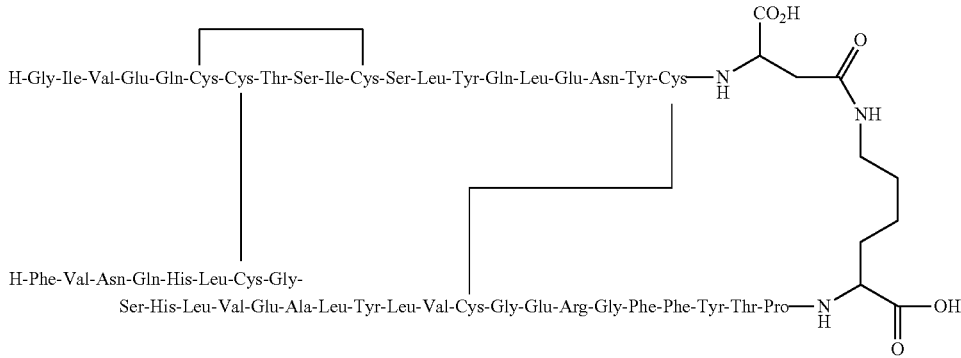 CO₂H
O
H-Gly-Ile-Val-Glu-Gln-Cys-Cys-Thr-Ser-Ile-Cys-Ser-Leu-Tyr-Gln-Leu-Glu-Asn-Tyr-Cys
N
H
NH
H-Phe-Val-Asn-Gln-His-Leu-Cys-Gly-
Ser-His-Leu-Val-Glu-Ala-Leu-Tyr-Leu-Val-Cys-Gly-Glu-Arg-Gly-Phe-Phe-Tyr-Thr-Pro
N
H
OH
O